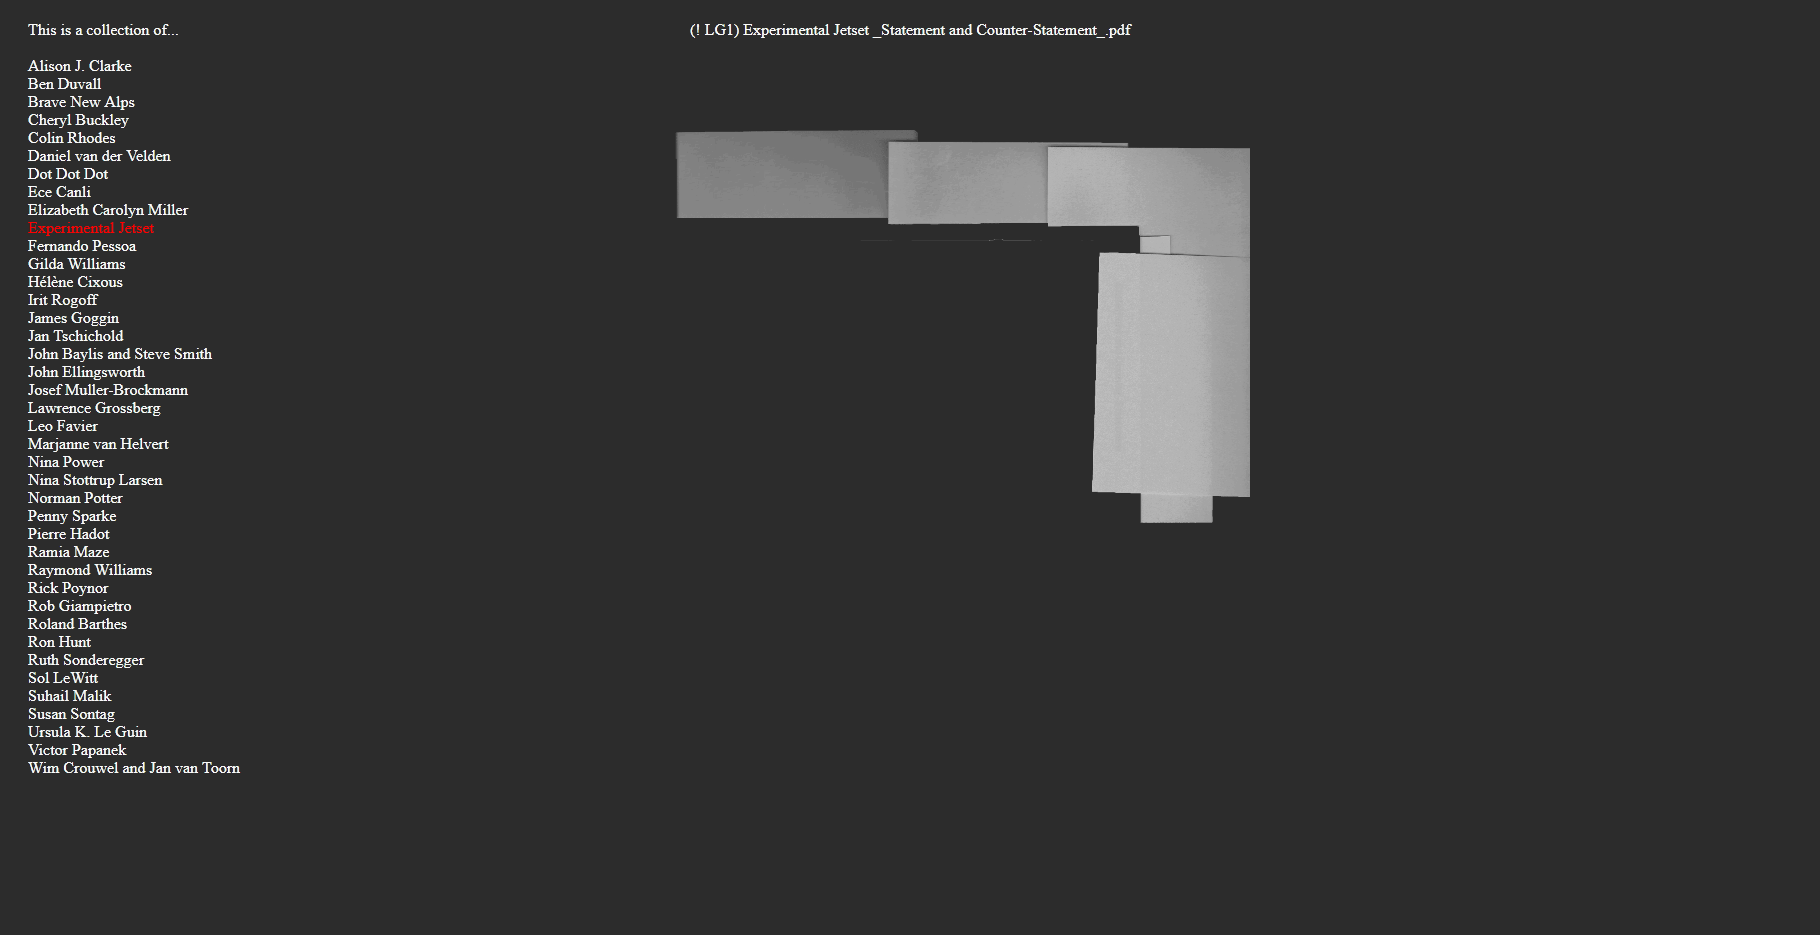 This is a collection of...
(! LG1) Experimental Jetset _Statement and Counter-Statement_.pdf
Alison J. Clarke
Ben Duvall
Brave New Alps
Cheryl Buckley
Colin Rhodes
Daniel van der Velden
Dot Dot Dot
Ece Canli
Elizabeth Carolyn Miller
Experimental Jetset
Fernando Pessoa
Gilda Williams
Hélène Cixous
Irit Rogoff
James Goggin
Jan Tschichold
John Baylis and Steve Smith
John Ellingsworth
Josef Muller-Brockmann
Lawrence Grossberg
Leo Favier
Marjanne van Helvert
Nina Power
Nina Stottrup Larsen
Norman Potter
Penny Sparke
Pierre Hadot
Ramia Maze
Raymond Williams
Rick Poynor
Rob Giampietro
Roland Barthes
Ron Hunt
Ruth Sonderegger
Sol LeWitt
Suhail Malik
Susan Sontag
Ursula K. Le Guin
Victor Papanek
Wim Crouwel and Jan van Toorn